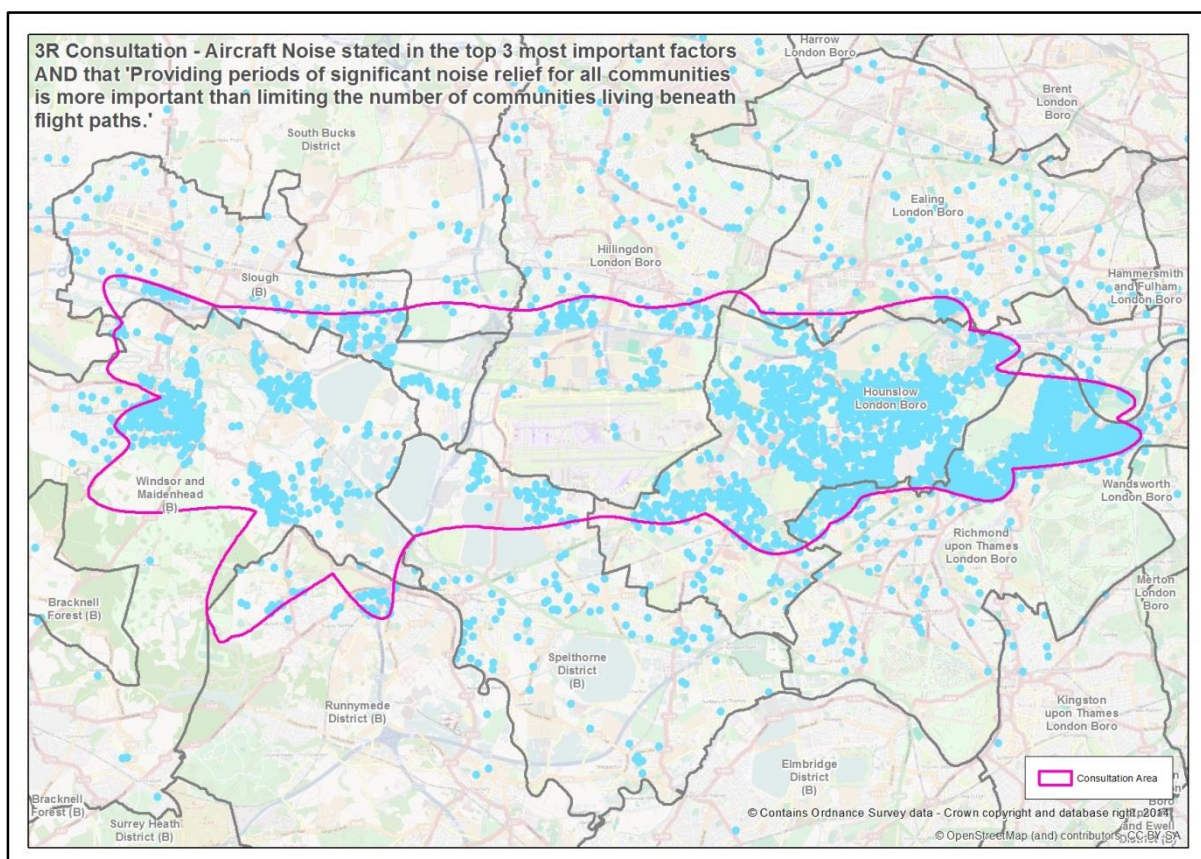 3R Consultation - Aircraft Noise stated in the top 3 most important factors
AND that 'Providing periods of significant noise relief for all communities
is more important than limiting the number of communities living beneath
flight paths.'
Harrow
London Boro
Brent
London
Boro
South Bucks
District
Ealing
London Boro
Hillingdon
London Boro
Hammersmith
and Fulham
London Boro
Slough
(B)
Hounslow
London Boro
Windsor and
Maidenhead
(B)
Wandsworth
London Boro
Richmond
upon Thames
London Boro
Merton
London
Boro
Bracknell
Forest (B)
Spelthorne
District
(B)
Runnymede
District (B)
Kingston
upon Thames
London Boro
Elmbridge
District
(B)
Consultation Area
Bracknell
Forest (B)
Surrey Heath
District (B)
© Contains Ordnance Survey data - Crown copyright and database right, 2014
Boro
and Ewell
District (B)
© OpenStreetMap (and) contributors, CC-BY-SA